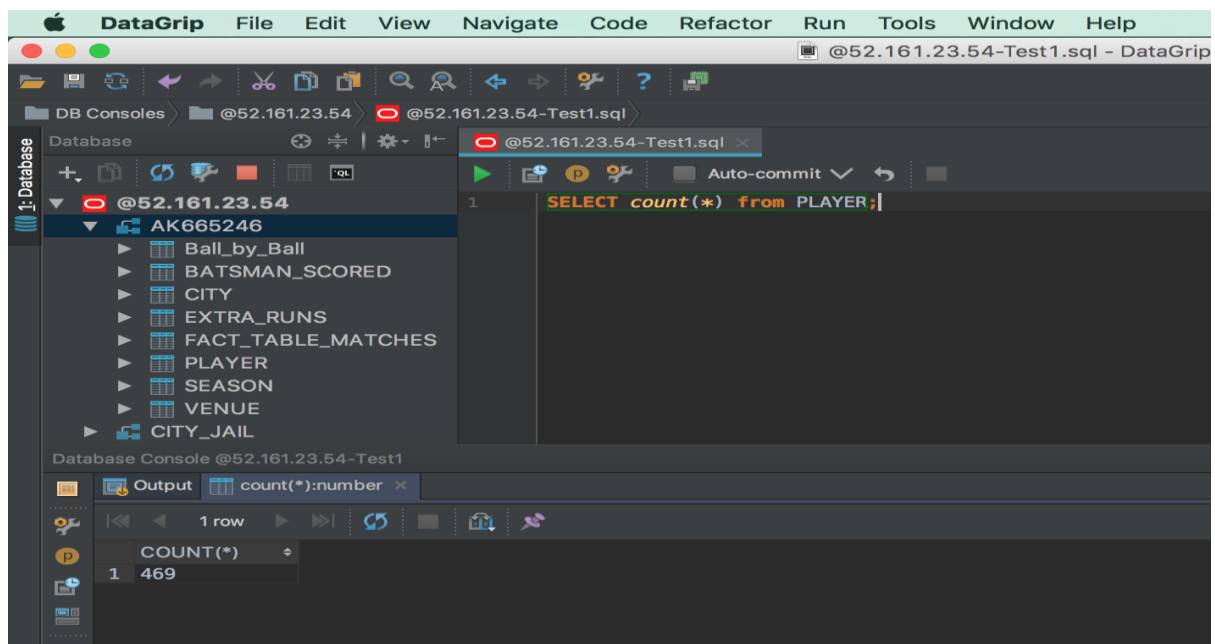 DataGrip File Edit View Navigate Code Refactor Run Tools Window Help
@52.161.23.54-Test1.sql - DataGrip
DB Consoles @52.161.23.54 @52.161.23.54-Test1.sql
1: Database
Database
@52.161.23.54-Test1.sql
Auto-commit
@52.161.23.54
AK665246
Ball_by_Ball
BATSMAN_SCORED
CITY
EXTRA_RUNS
FACT_TABLE_MATCHES
PLAYER
SEASON
VENUE
CITY_JAIL
1 SELECT count(*) from PLAYER;
Database Console @52.161.23.54-Test1
Output count(*):number
1 row
COUNT(*)
1 469